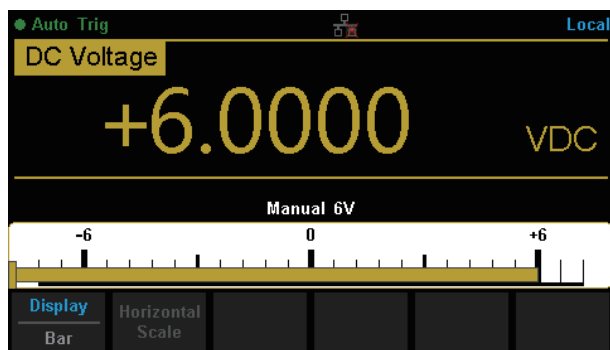 Auto Trig Local
DC Voltage
+6.0000 VDC
Manual 6V
-6 0 +6
Display Horizontal
Bar Scale